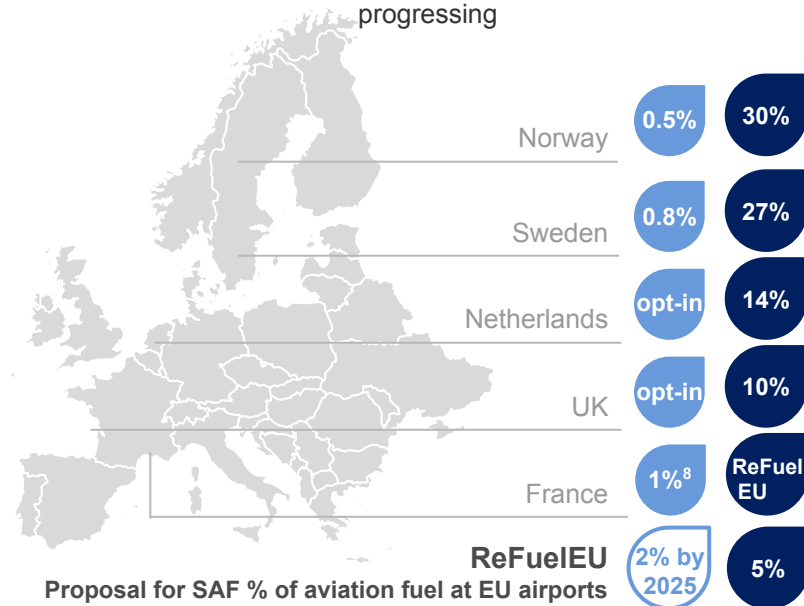 progressing
Norway 0.5% 30%
Sweden 0.8% 27%
Netherlands opt-in 14%
UK opt-in 10%
France 1%8 ReFuel
EU
ReFuelEU 2% by
2025 5%
Proposal for SAF % of aviation fuel at EU airports